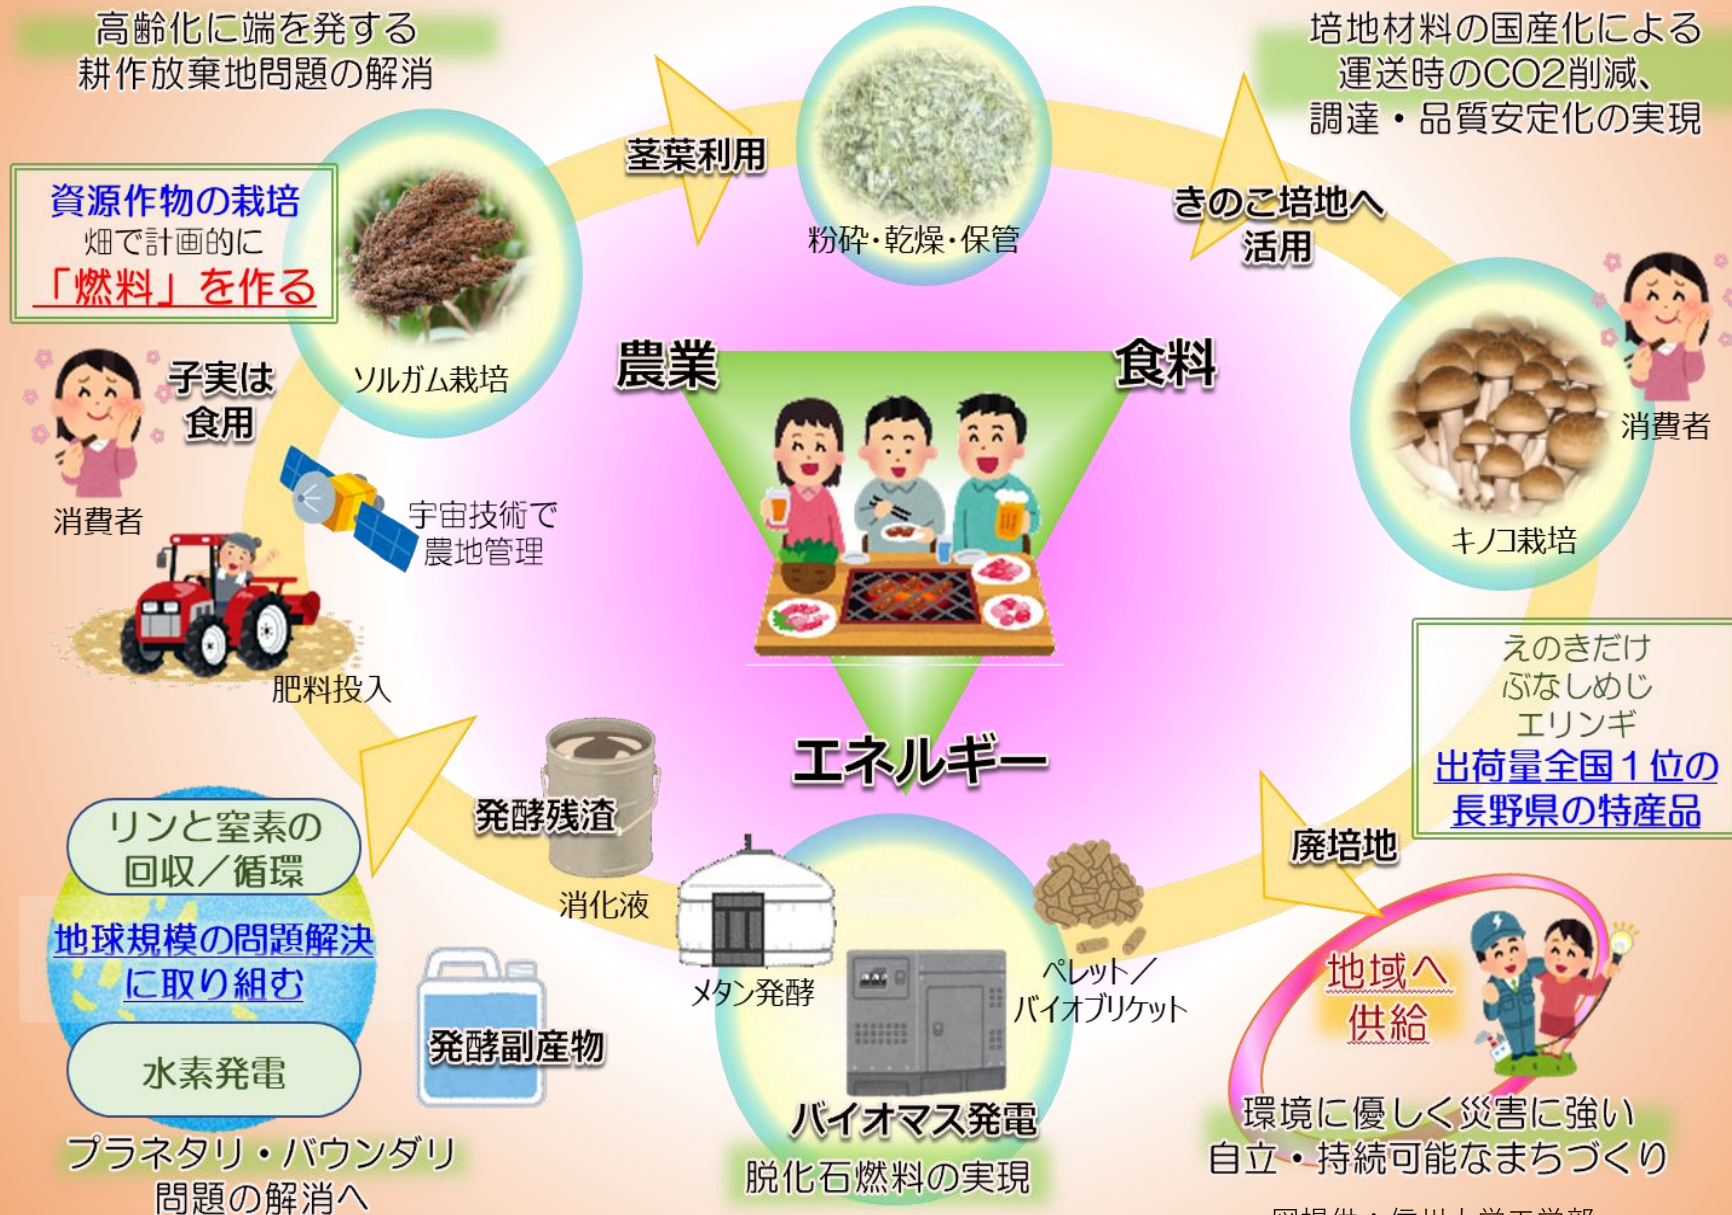 高齢化に端を発する
耕作放棄地問題の解消
培地材料の国産化による
運送時のCO2削減、
調達・品質安定化の実現
茎葉利用
粉砕・乾燥・保管
きのこ培地へ
活用
資源作物の栽培
畑で計画的に
「燃料」を作る
ソルガム栽培
子実は
食用
消費者
農業
食料
消費者
キノコ栽培
宇宙技術で
農地管理
肥料投入
えのきだけ
ぶなしめじ
エリンギ
出荷量全国1位の
長野県の特産品
エネルギー
発酵残渣
消化液
廃培地
リンと窒素の
回収/循環
地球規模の問題解決
に取り組む
水素発電
プラネタリ・バウンダリ
問題の解消へ
発酵副産物
メタン発酵
ペレット/
バイオブリケット
バイオマス発電
脱化石燃料の実現
地域へ
供給
環境に優しく災害に強い
自立・持続可能なまちづくり